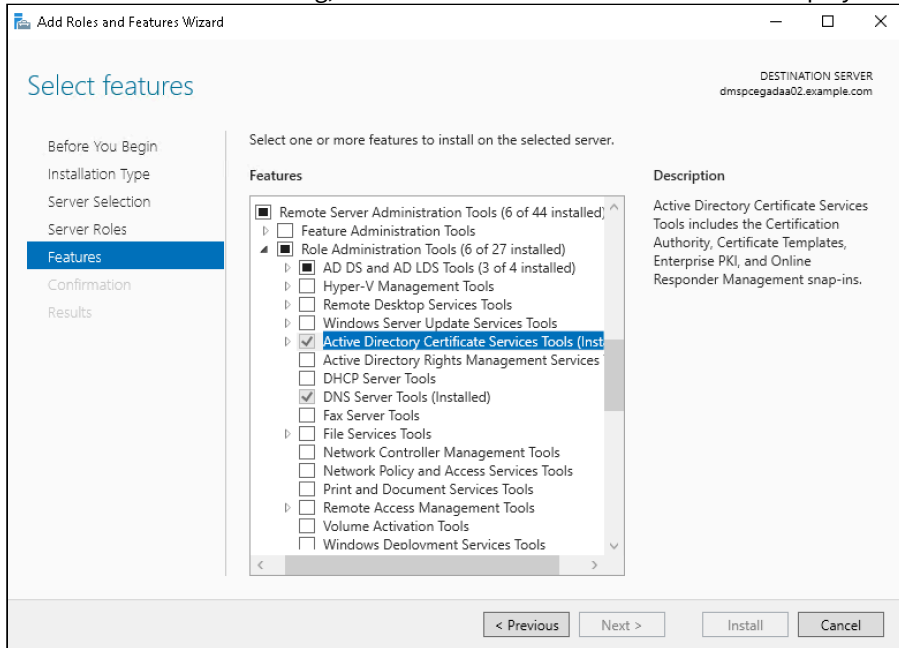 Add Roles and Features Wizard
Select features
DESTINATION SERVER
dmspcegadaa02.example.com
Before You Begin
Installation Type
Server Selection
Server Roles
Features
Confirmation
Results
Select one or more features to install on the selected server.
Features
Remote Server Administration Tools (6 of 44 installed)
Feature Administration Tools
Role Administration Tools (6 of 27 installed)
AD DS and AD LDS Tools (3 of 4 installed)
Hyper-V Management Tools
Remote Desktop Services Tools
Windows Server Update Services Tools
Active Directory Certificate Services Tools (Inst
Active Directory Rights Management Services
DHCP Server Tools
DNS Server Tools (Installed)
Fax Server Tools
File Services Tools
Network Controller Management Tools
Network Policy and Access Services Tools
Print and Document Services Tools
Remote Access Management Tools
Volume Activation Tools
Windows Deployment Services Tools
Description
Active Directory Certificate Services
Tools includes the Certification
Authority, Certificate Templates,
Enterprise PKI, and Online
Responder Management snap-ins.
< Previous
Next >
Install
Cancel